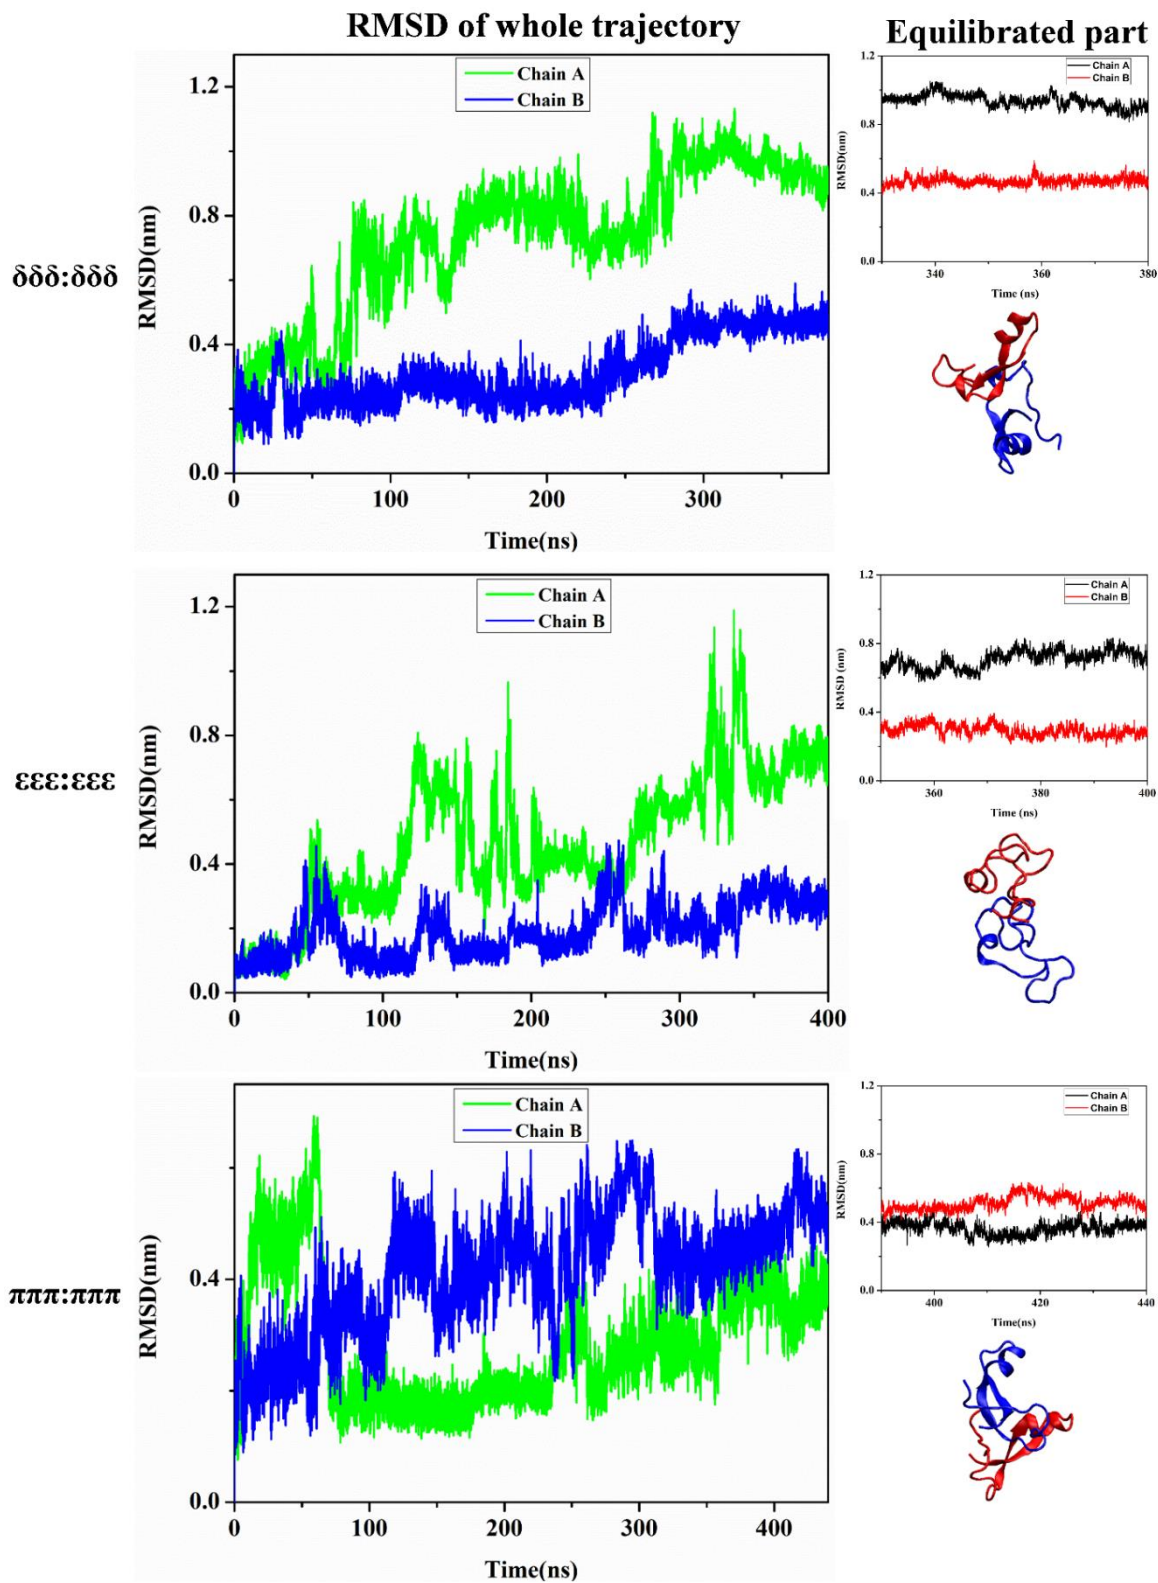 RMSD of whole trajectory
Equilibrated part
δδδ:δδδ
RMSD(nm)
1.2
0.8
0.4
0.0
Chain A
Chain B
0
100
200
300
Time(ns)
RMSD(nm)
1.2
0.8
0.4
0.0
Chain A
Chain B
340
360
380
Time (ns)
εεε:εεε
RMSD(nm)
1.2
0.8
0.4
0.0
Chain A
Chain B
0
100
200
300
400
Time(ns)
RMSD (nm)
1.2
0.8
0.4
0.0
Chain A
Chain B
360
380
400
Time (ns)
πππ:πππ
RMSD(nm)
0.4
0.0
Chain A
Chain B
0
100
200
300
400
Time(ns)
RMSD(nm)
1.2
0.8
0.4
0.0
Chain A
Chain B
400
420
440
Time(ns)